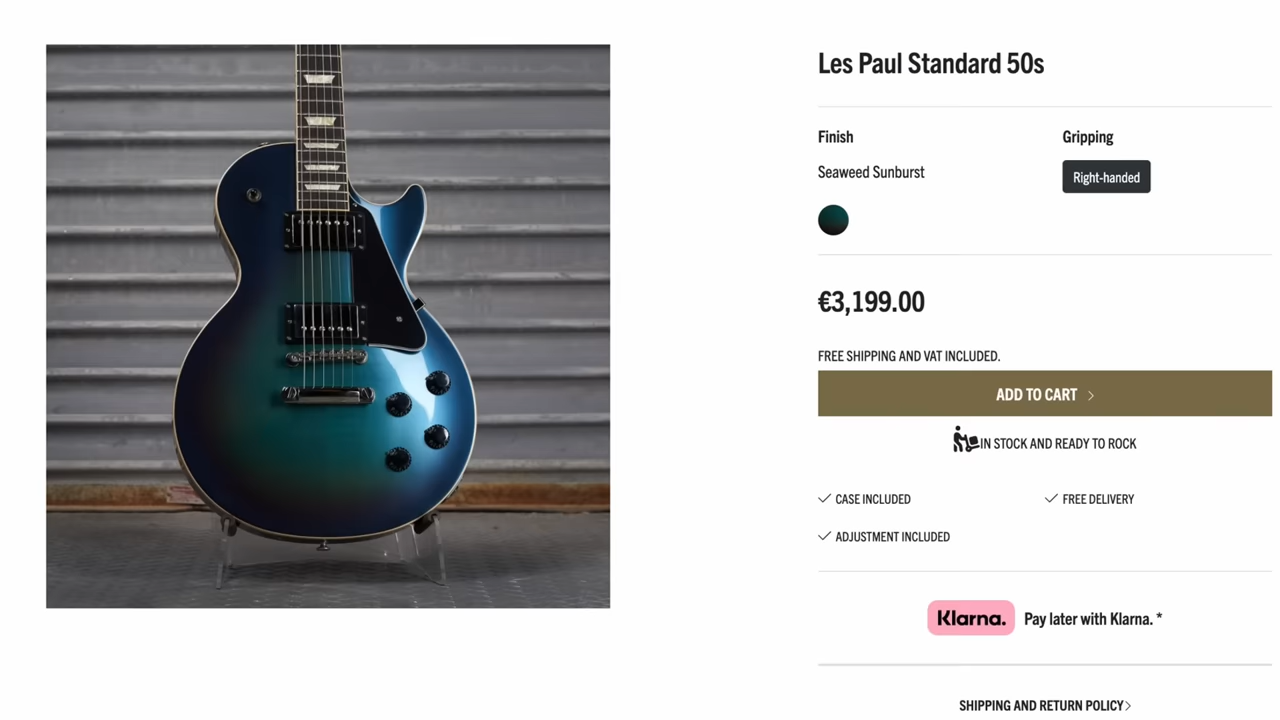 Les Paul Standard 50s
Finish
Gripping
Seaweed Sunburst
Right-handed
€3,199.00
FREE SHIPPING AND VAT INCLUDED.
ADD TO CART >
IN STOCK AND READY TO ROCK
CASE INCLUDED
FREE DELIVERY
ADJUSTMENT INCLUDED
Klarna. Pay later with Klarna. *
SHIPPING AND RETURN POLICY>